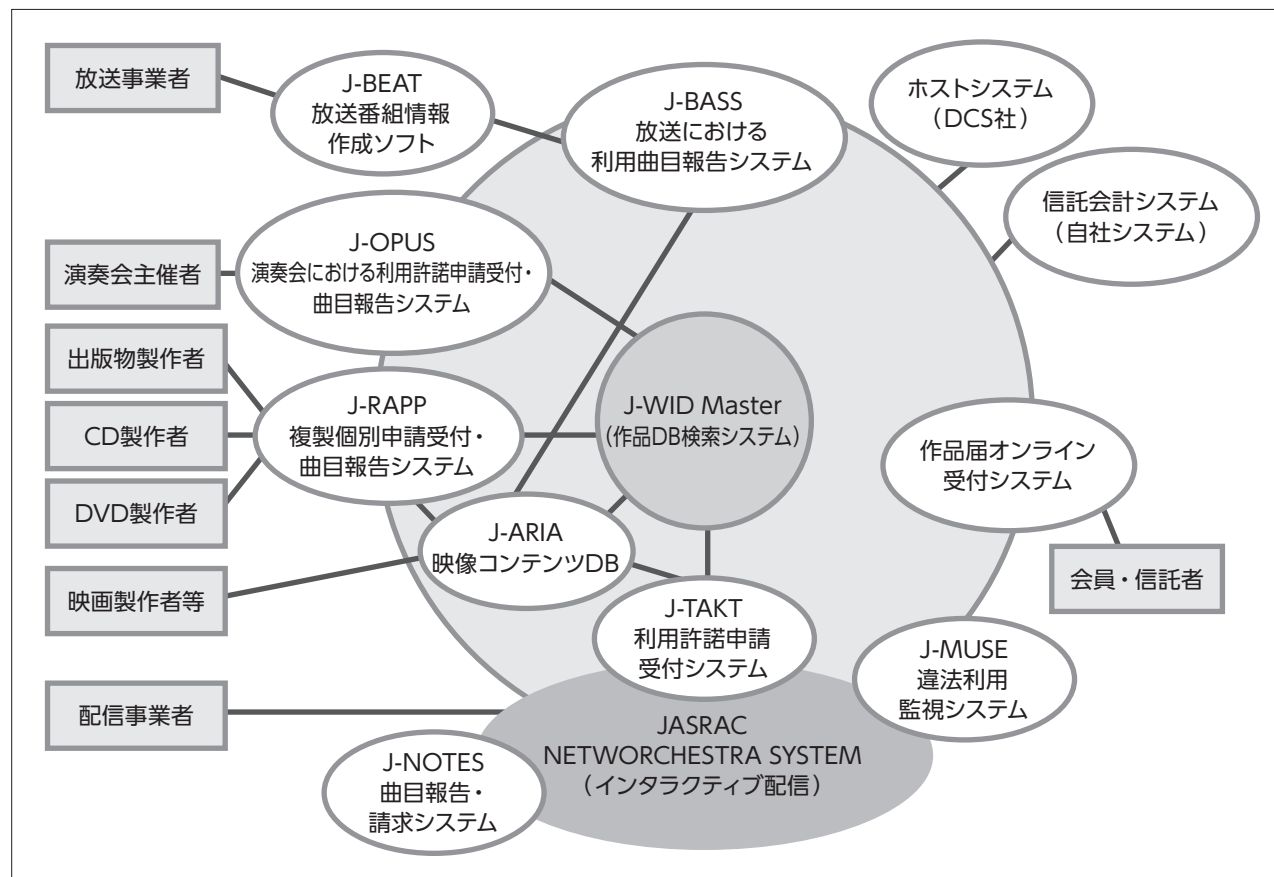 放送事業者
J-BEAT
放送番組情報
作成ソフト
J-BASS
放送における
利用曲目報告システム
ホストシステム
（DCS社）
信託会計システム
（自社システム）
演奏会主催者
J-OPUS
演奏会における利用許諾申請受付・
曲目報告システム
出版物製作者
CD製作者
DVD製作者
J-RAPP
複製個別申請受付・
曲目報告システム
J-WID Master
（作品DB検索システム）
作品届オンライン
受付システム
会員・信託者
映画製作者等
J-ARIA
映像コンテンツDB
J-TAKT
利用許諾申請
受付システム
J-MUSE
違法利用
監視システム
配信事業者
JASRAC
NETWORCHESTRA SYSTEM
（インタラクティブ配信）
J-NOTES
曲目報告・
請求システム